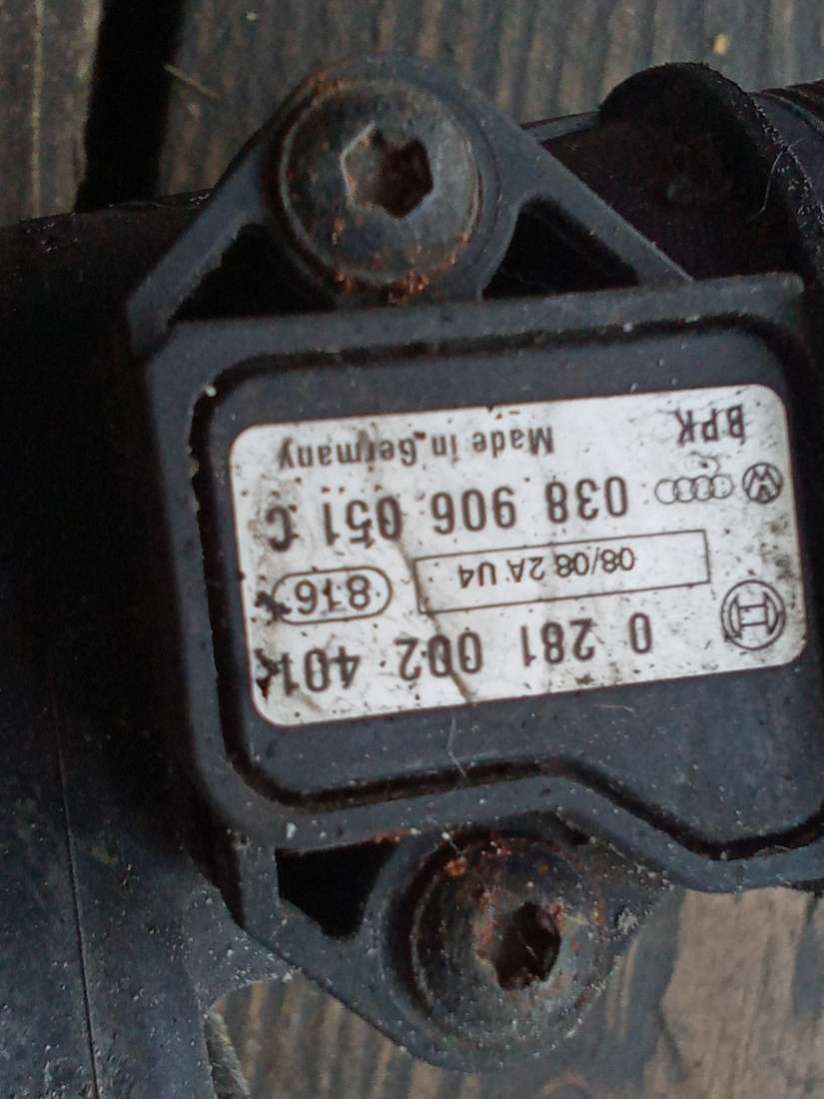 0 281 002 401
08/08 2A U4 816
038 906 051 C
BPK Made in Germany